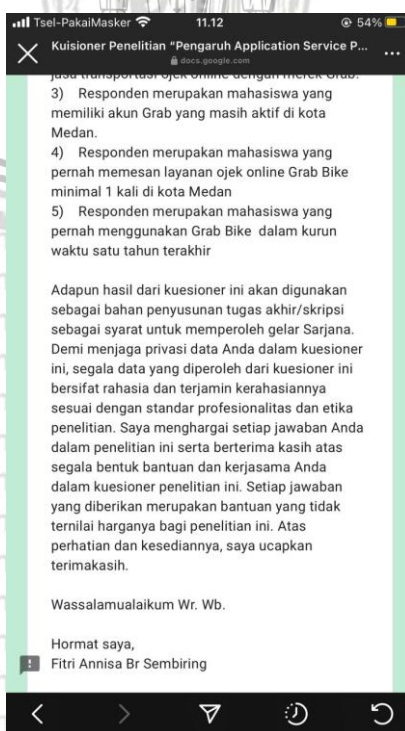 Tsel-PakaiMasker 11.12 54%
Kuisioner Penelitian “Pengaruh Application Service P...
docs.google.com
jasa transportasi ojek online dengan merek Grab.
3) Responden merupakan mahasiswa yang
memiliki akun Grab yang masih aktif di kota
Medan.
4) Responden merupakan mahasiswa yang
pernah memesan layanan ojek online Grab Bike
minimal 1 kali di kota Medan
5) Responden merupakan mahasiswa yang
pernah menggunakan Grab Bike dalam kurun
waktu satu tahun terakhir
Adapun hasil dari kuesioner ini akan digunakan
sebagai bahan penyusunan tugas akhir/skripsi
sebagai syarat untuk memperoleh gelar Sarjana.
Demi menjaga privasi data Anda dalam kuesioner
ini, segala data yang diperoleh dari kuesioner ini
bersifat rahasia dan terjamin kerahasiannya
sesuai dengan standar profesionalitas dan etika
penelitian. Saya menghargai setiap jawaban Anda
dalam penelitian ini serta berterima kasih atas
segala bentuk bantuan dan kerjasama Anda
dalam kuesioner penelitian ini. Setiap jawaban
yang diberikan merupakan bantuan yang tidak
ternilai harganya bagi penelitian ini. Atas
perhatian dan kesediannya, saya ucapkan
terimakasih.
Wassalamualaikum Wr. Wb.
Hormat saya,
Fitri Annisa Br Sembiring